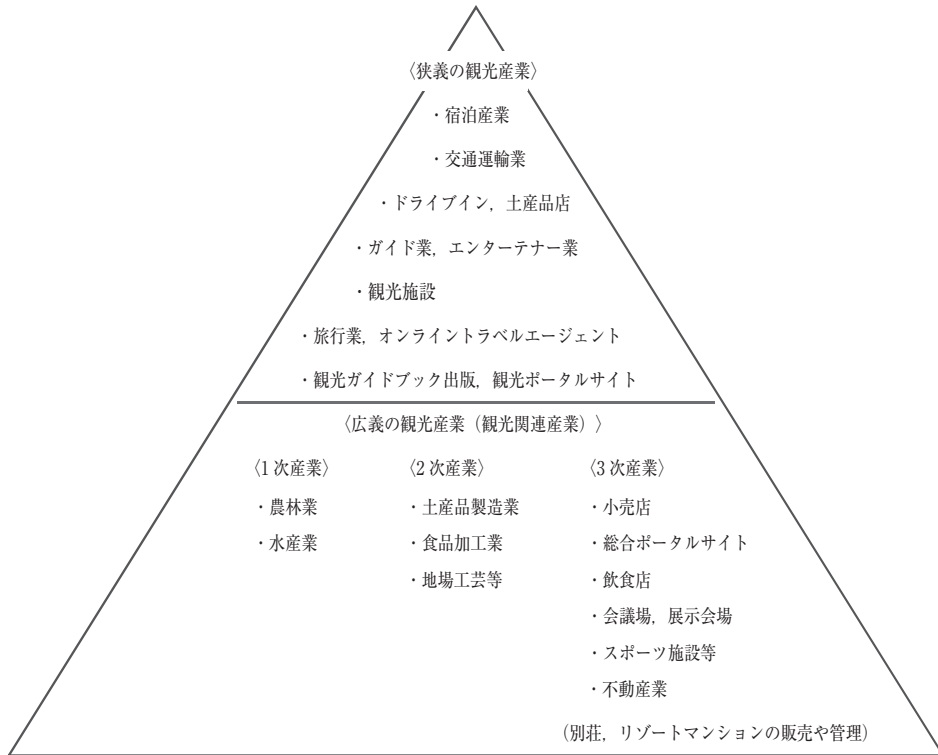 〈狭義の観光産業〉
・宿泊産業
・交通運輸業
・ドライブイン，土産品店
・ガイド業，エンターテナー業
・観光施設
・旅行業，オンライントラベルエージェント
・観光ガイドブック出版，観光ポータルサイト
〈広義の観光産業（観光関連産業）〉
〈1次産業〉
・農林業
・水産業
〈2次産業〉
・土産品製造業
・食品加工業
・地場工芸等
〈3次産業〉
・小売店
・総合ポータルサイト
・飲食店
・会議場，展示会場
・スポーツ施設等
・不動産業
（別荘，リゾートマンションの販売や管理）